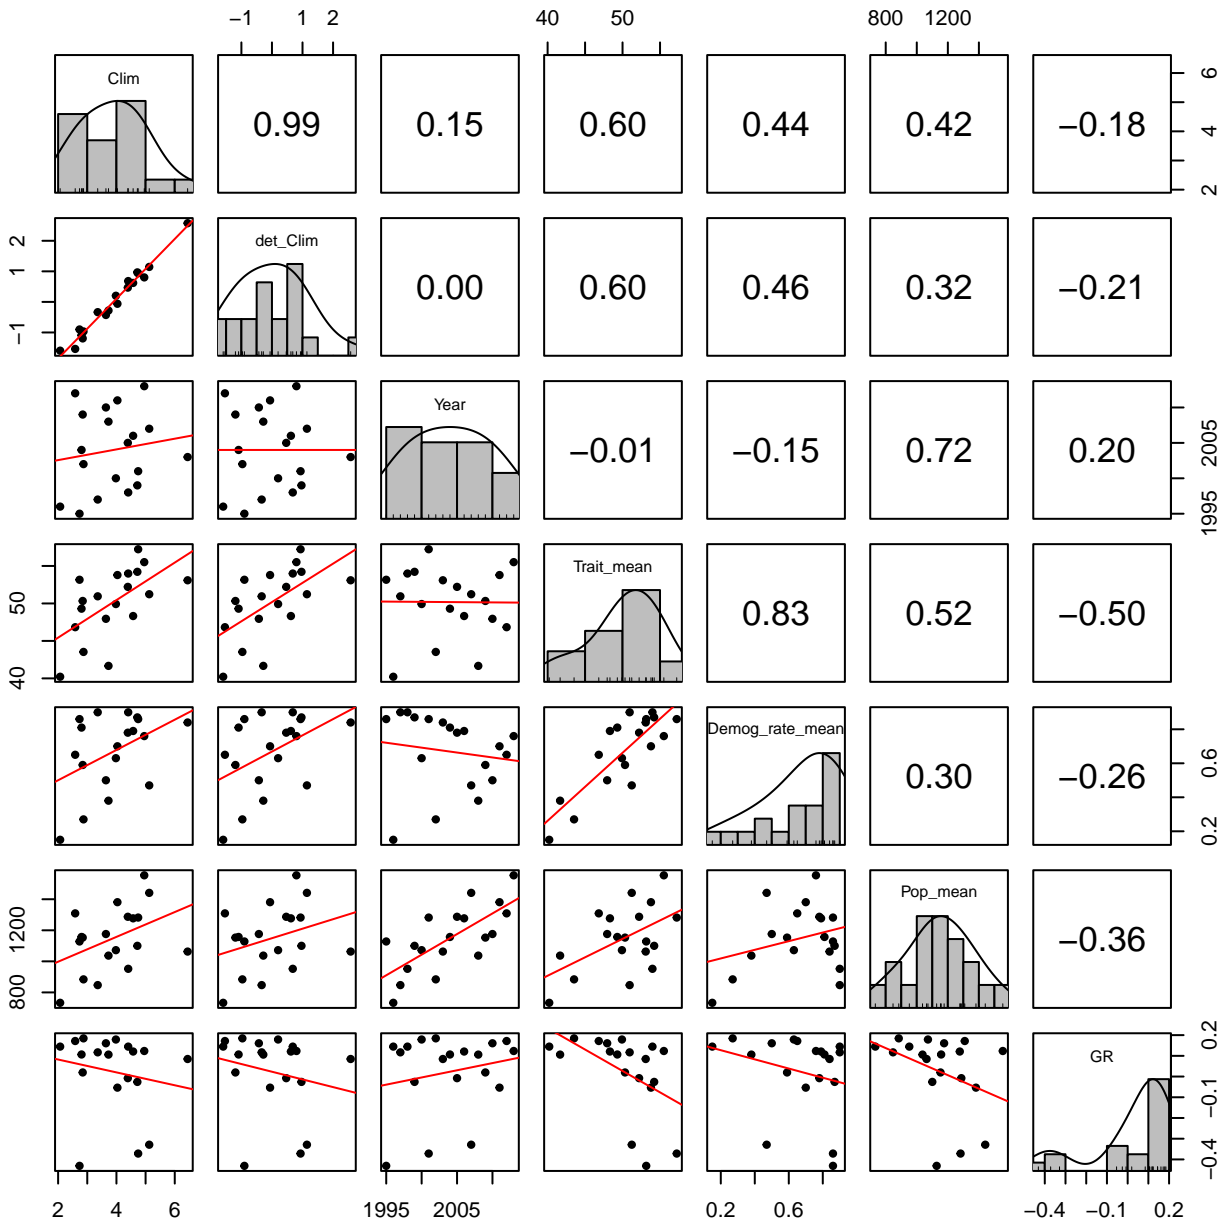 −1 1 2 40 50 800 1200
Clim 0.99 0.15 0.60 0.44 0.42 −0.18
2 4 6
det_Clim 0.00 0.60 0.46 0.32 −0.21
−1 1 2
Year −0.01 −0.15 0.72 0.20
1995 2005
Trait_mean 0.83 0.52 −0.50
40 50
Demog_rate_mean 0.30 −0.26
0.2 0.6
Pop_mean −0.36
800 1200
GR
−0.4 −0.1 0.2
2 4 6 1995 2005 0.2 0.6 −0.4 −0.1 0.2